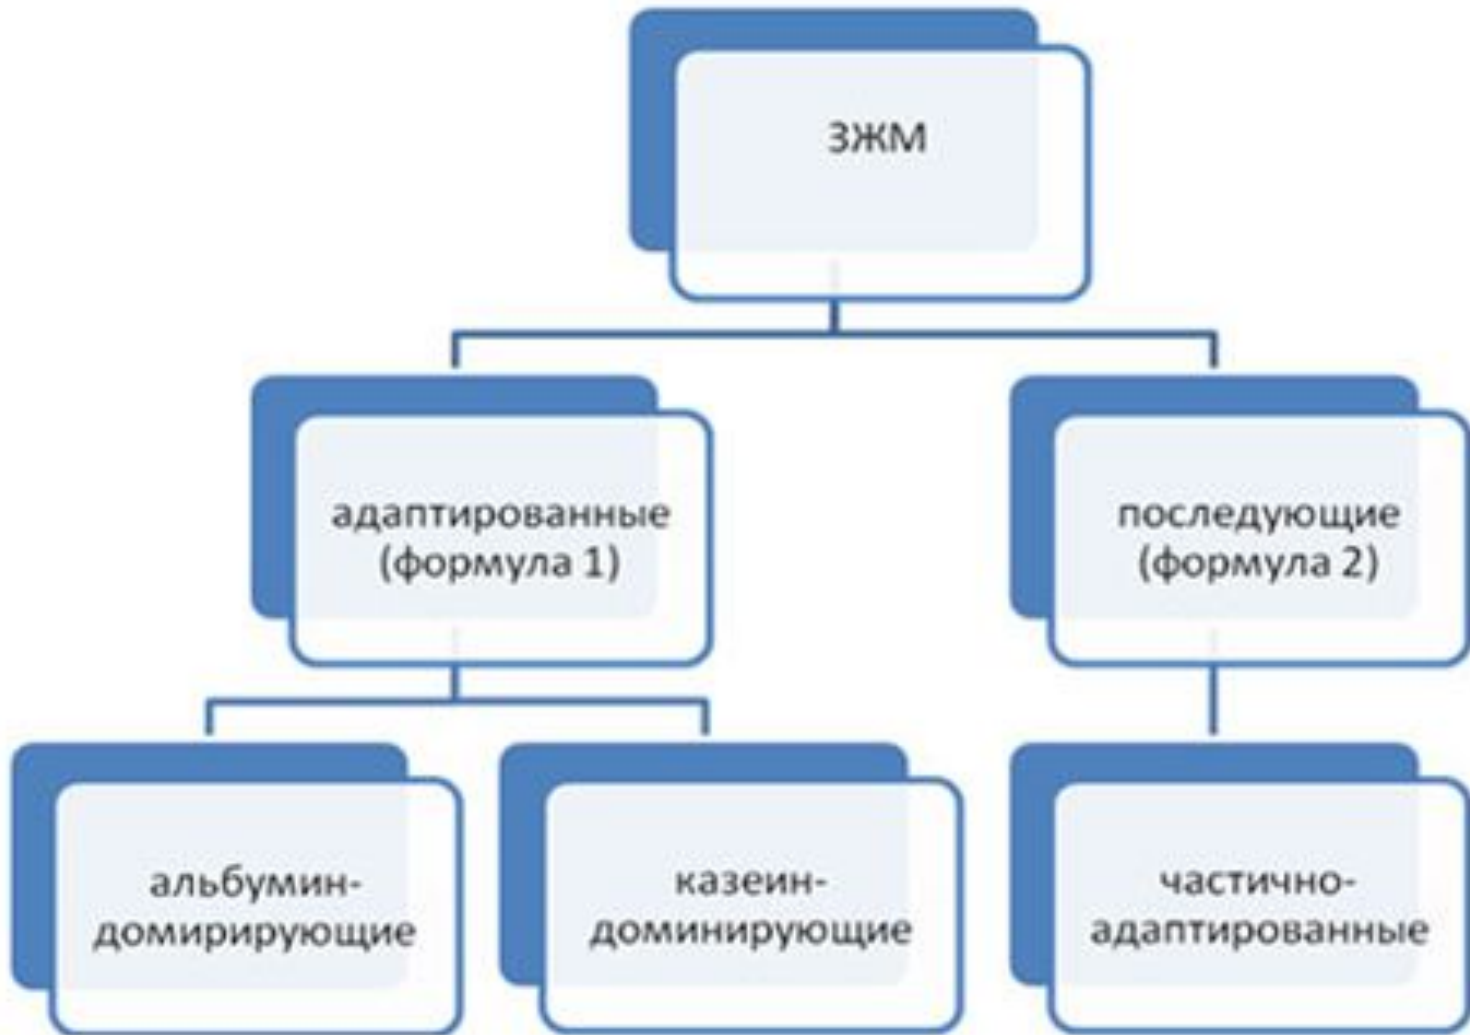 ЗЖМ
адаптированные
(формула 1)
последующие
(формула 2)
альбумин-
домирирующие
казеин-
доминирующие
частично-
адаптированные